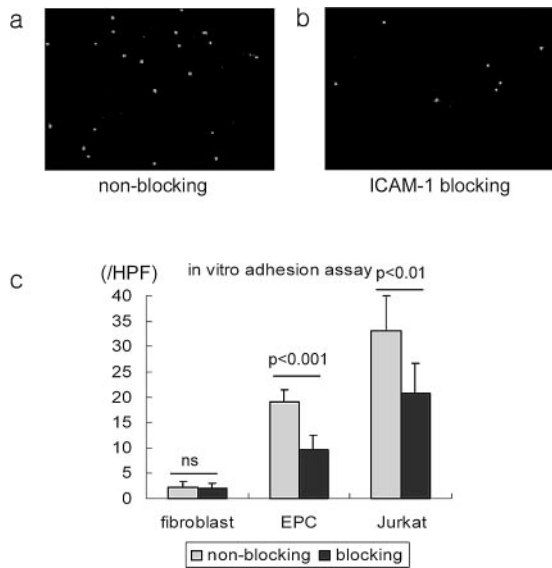 a
b
non-blocking
ICAM-1 blocking
c
(/HPF)
in vitro adhesion assay
40
35
30
25
20
15
10
5
0
ns
p<0.001
p<0.01
fibroblast
EPC
Jurkat
non-blocking
blocking